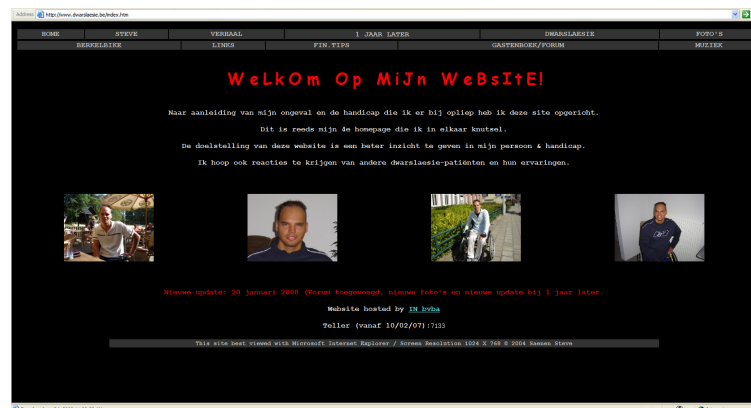 Address http://www.dwarslaesie.be/index.htm
HOME STEVE VERHAAL 1 JAAR LATER DWARSLAESIE FOTO'S
BERKELBIKE LINKS FIN.TIPS GASTENBOEK/FORUM MUZIEK
WelkOm Op MiJn WeBsItE!
Naar aanleiding van mijn ongeval en de handicap die ik er bij opliep heb ik deze site opgericht.
Dit is reeds mijn 4e homepage die ik in elkaar knutsel.
De doelstelling van deze website is een beter inzicht te geven in mijn persoon & handicap.
Ik hoop ook reacties te krijgen van andere dwarslaesie-patiënten en hun ervaringen.
Nieuwe update: 20 januari 2008 (Forum toegevoegd, nieuwe foto's en nieuwe update bij 1 jaar later.
Website hosted by IN bvba
Teller (vanaf 10/02/07):7133
This site best viewed with Microsoft Internet Explorer / Screen Resolution 1024 X 768 © 2004 Saenen Steve